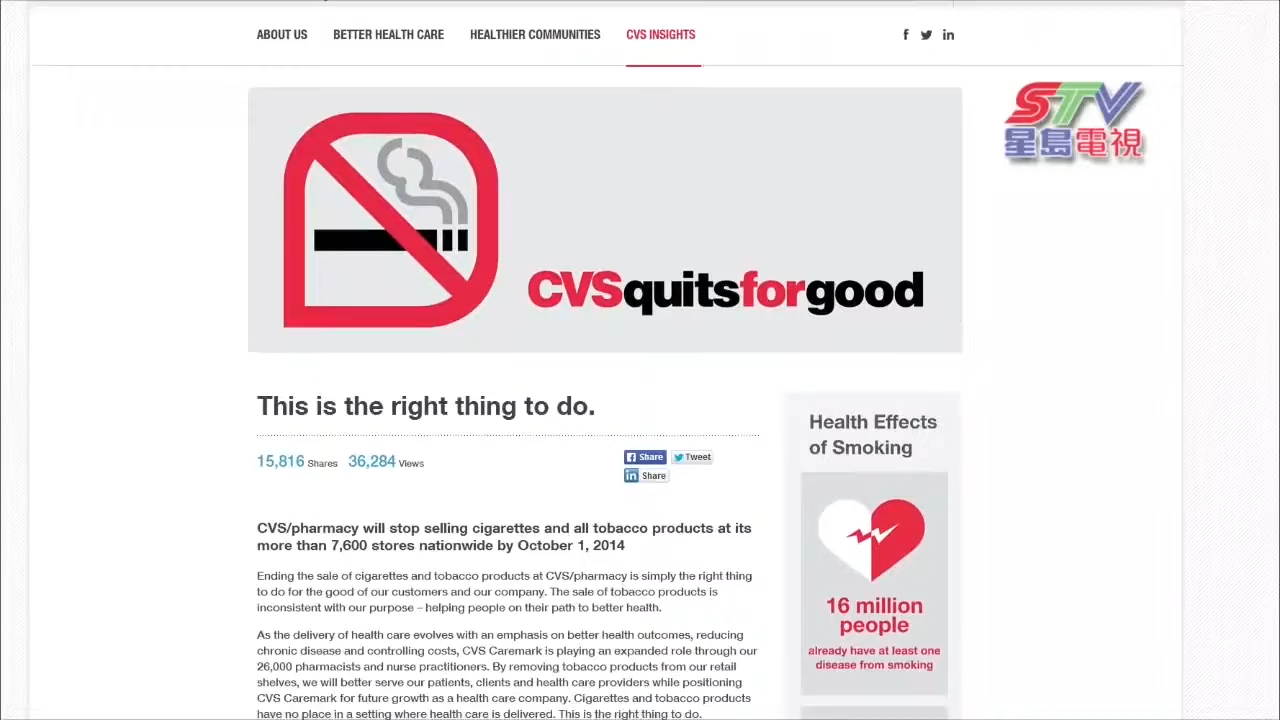 ABOUT US BETTER HEALTH CARE HEALTHIER COMMUNITIES CVS INSIGHTS
STV
星島電視
CVSquitsforgood
This is the right thing to do.
15,816 Shares 36,284 Views
Share Tweet
Share
CVS/pharmacy will stop selling cigarettes and all tobacco products at its
more than 7,600 stores nationwide by October 1, 2014
Ending the sale of cigarettes and tobacco products at CVS/pharmacy is simply the right thing
to do for the good of our customers and our company. The sale of tobacco products is
inconsistent with our purpose – helping people on their path to better health.
As the delivery of health care evolves with an emphasis on better health outcomes, reducing
chronic disease and controlling costs, CVS Caremark is playing an expanded role through our
26,000 pharmacists and nurse practitioners. By removing tobacco products from our retail
shelves, we will better serve our patients, clients and health care providers while positioning
CVS Caremark for future growth as a health care company. Cigarettes and tobacco products
have no place in a setting where health care is delivered. This is the right thing to do.
Health Effects
of Smoking
16 million
people
already have at least one
disease from smoking